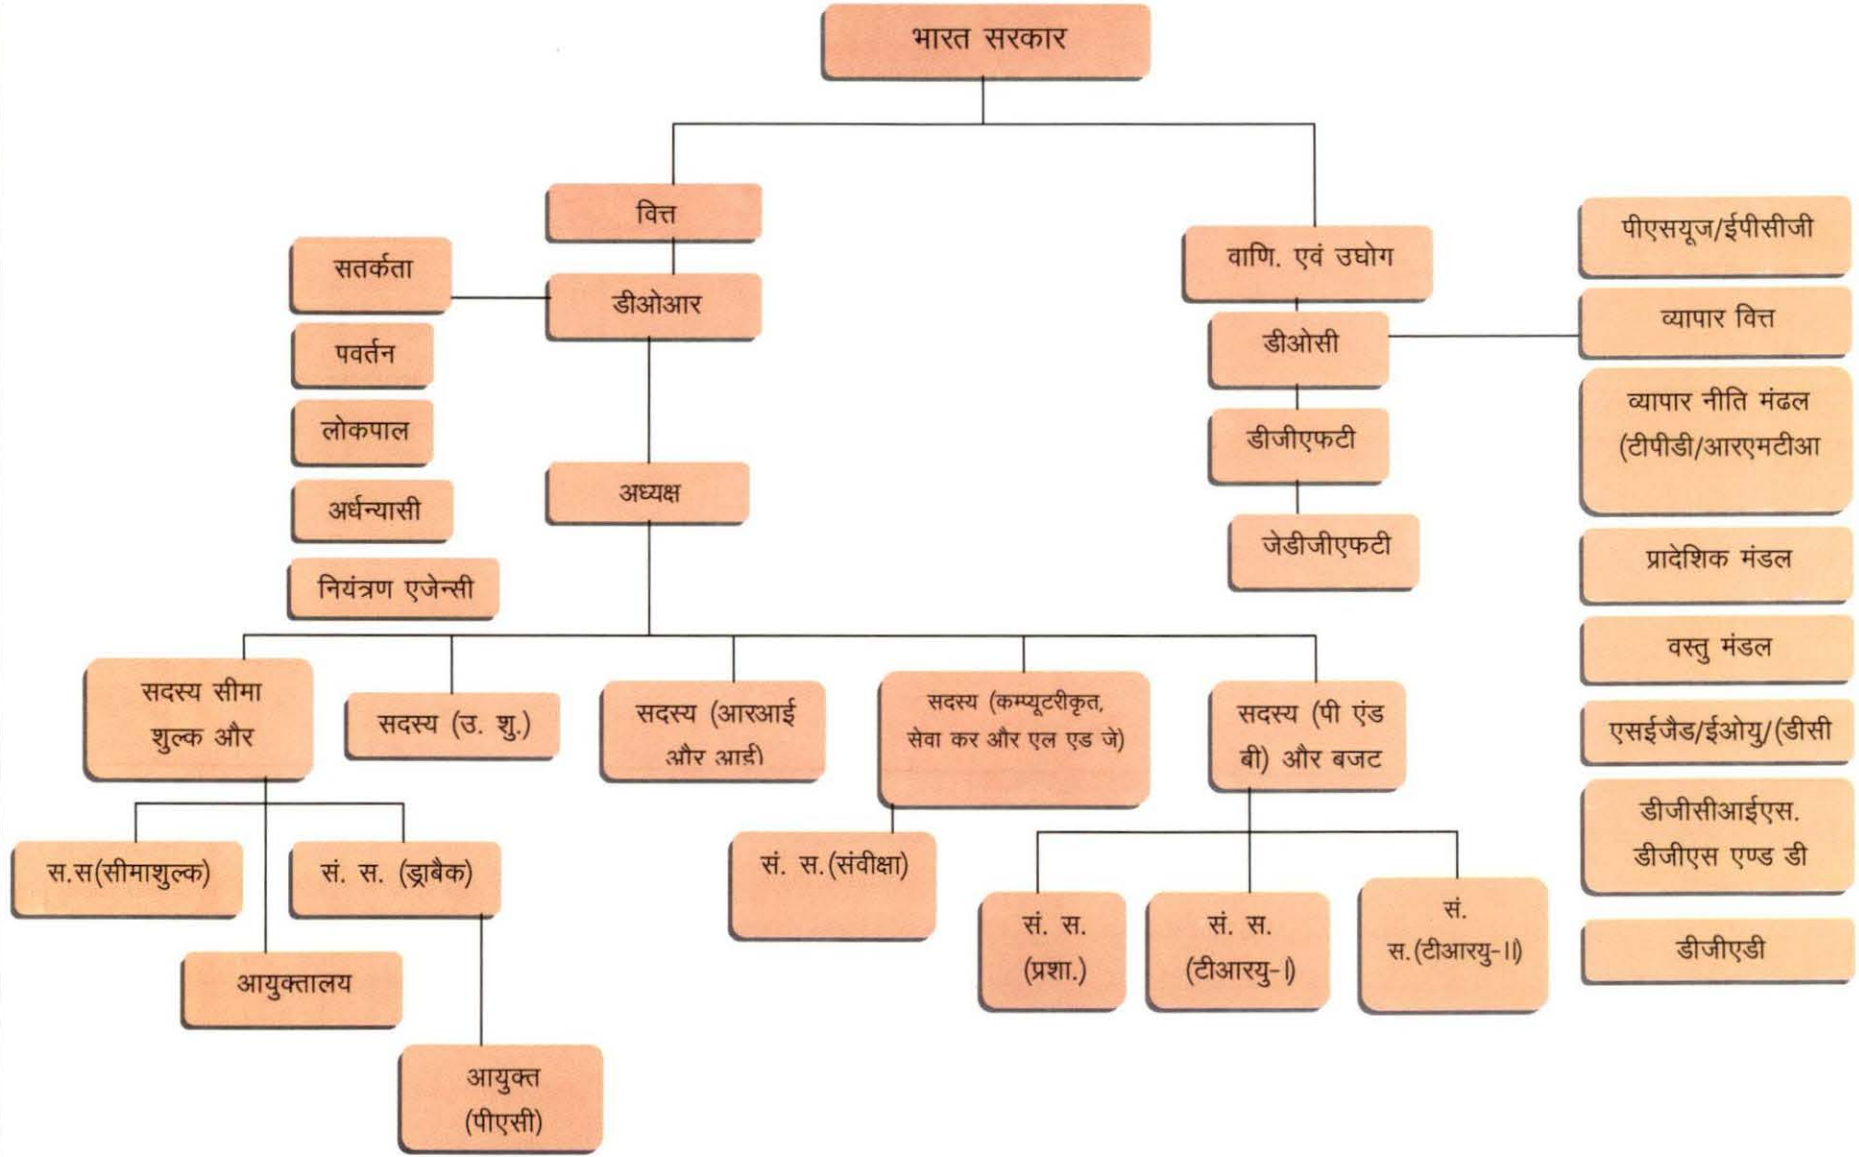 भारत सरकार
वित्त
वाणि. एवं उघोग
सतर्कता
डीओआर
पवर्तन
लोकपाल
अर्धन्यासी
नियंत्रण एजेन्सी
अध्यक्ष
डीओसी
डीजीएफटी
जेडीजीएफटी
पीएसयूज/ईपीसीजी
व्यापार वित्त
व्यापार नीति मंढल
(टीपीडी/आरएमटीआ
प्रादेशिक मंडल
वस्तु मंडल
एसईजैड/ईओयु/(डीसी
डीजीसीआईएस.
डीजीएस एण्ड डी
डीजीएडी
सदस्य सीमा
शुल्क और
सदस्य (उ. शु.)
सदस्य (आरआई
और आई)
सदस्य (कम्प्यूटरीकृत,
सेवा कर और एल एड जे)
सदस्य (पी एंड
बी) और बजट
स.स(सीमाशुल्क)
सं. स. (ड्राबैक)
आयुक्तालय
आयुक्त
(पीएसी)
सं. स.(संवीक्षा)
सं. स.
(प्रशा.)
सं. स.
(टीआरयु-I)
सं.
स.(टीआरयु-II)